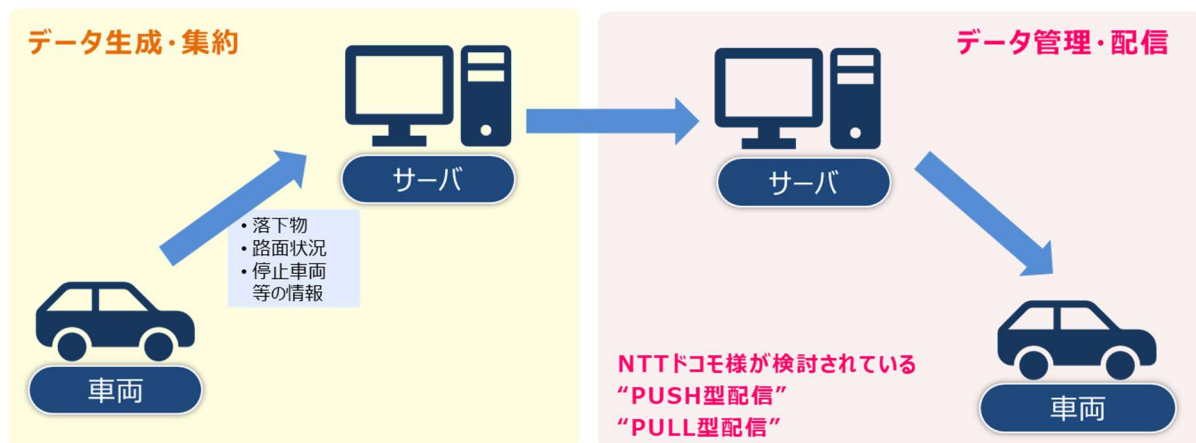 データ生成・集約
サーバ
・落下物
・路面状況
・停止車両
等の情報
車両
データ管理・配信
サーバ
NTTドコモ様が検討されている
“PUSH型配信”
“PULL型配信”
車両